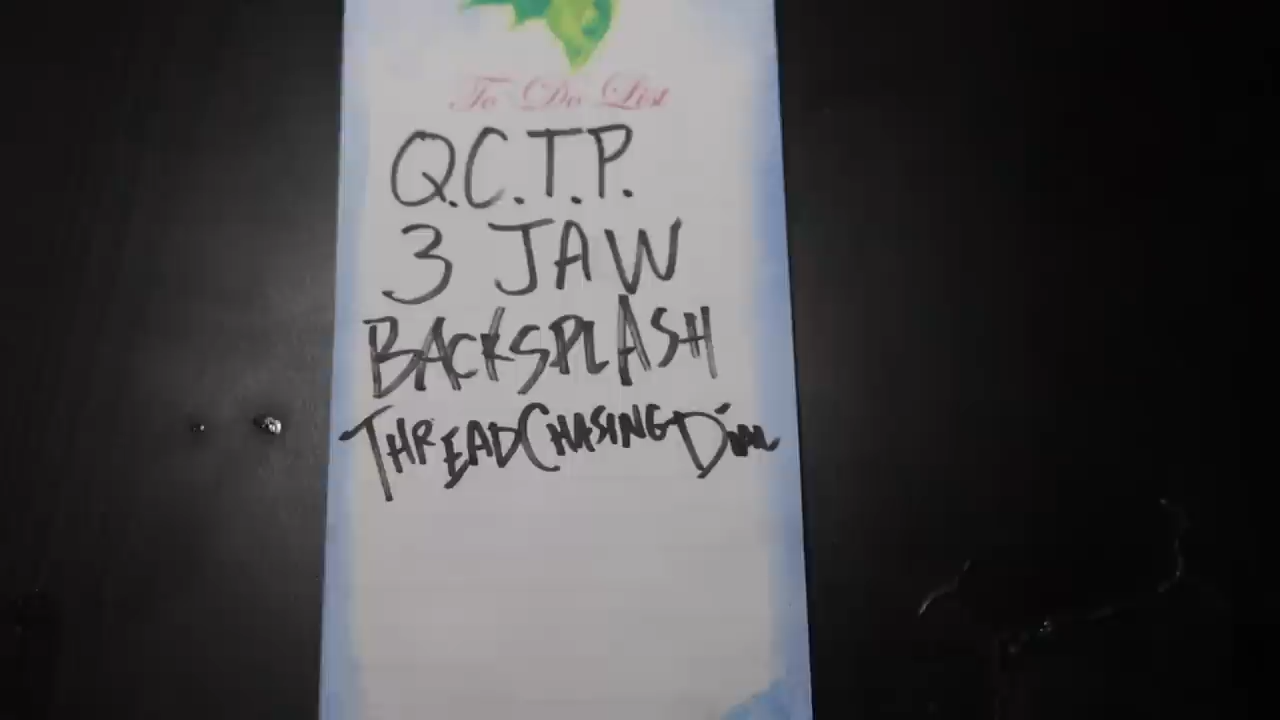 To Do List
Q.C.T.P.
3 JAW
BACKSPLASH
THREAD CHASING DIAL